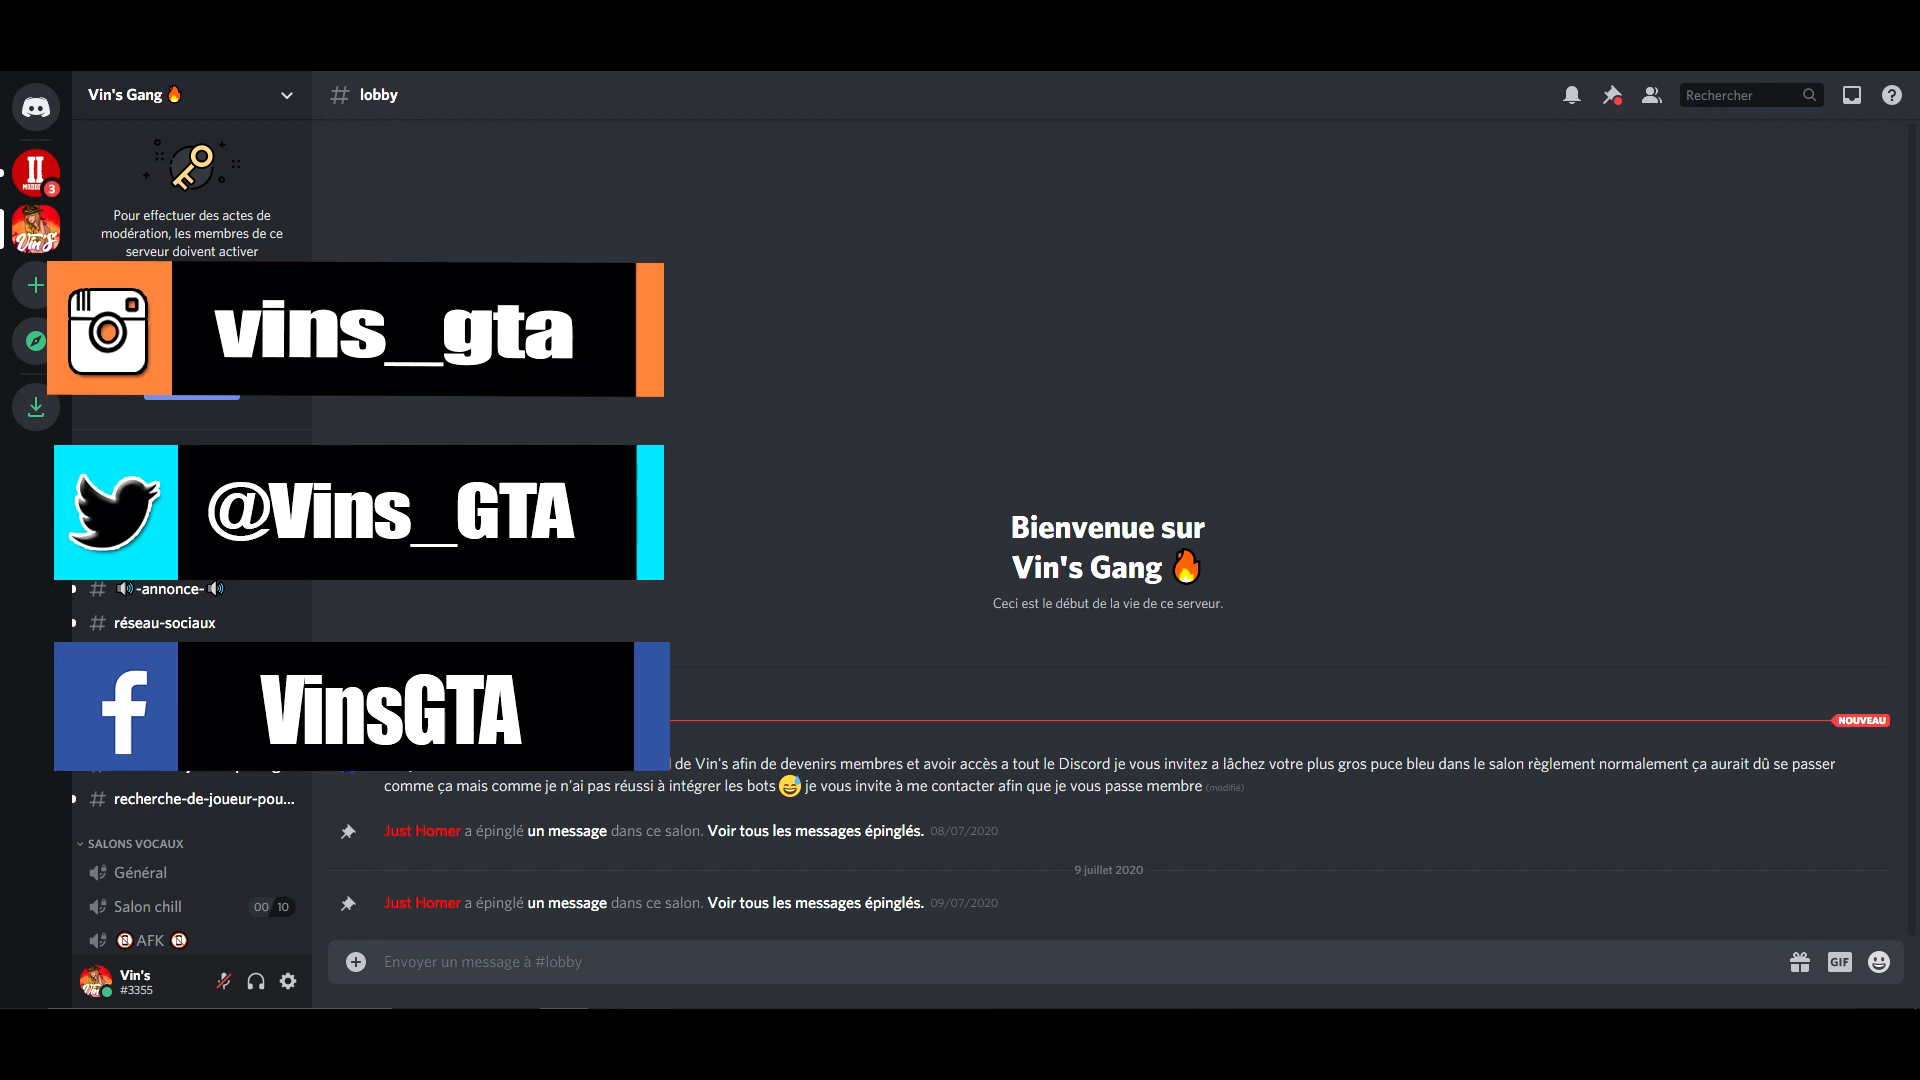 Vin's Gang 🔥
lobby
Rechercher
II
3
Vin's
Pour effectuer des actes de
modération, les membres de ce
serveur doivent activer
vins__gta
@Vins__GTA
-annonce-
réseau-sociaux
VinsGTA
recherche-de-joueur-pou...
SALONS VOCAUX
Général
Salon chill
00 10
AFK
Vin's
#3355
Bienvenue sur
Vin's Gang 🔥
Ceci est le début de la vie de ce serveur.
NOUVEAU
de Vin's afin de devenirs membres et avoir accès a tout le Discord je vous invitez a lâchez votre plus gros puce bleu dans le salon règlement normalement ça aurait dû se passer
comme ça mais comme je n'ai pas réussi à intégrer les bots 😅 je vous invite à me contacter afin que je vous passe membre (modifié)
Just Homer a épinglé un message dans ce salon. Voir tous les messages épinglés. 08/07/2020
9 juillet 2020
Just Homer a épinglé un message dans ce salon. Voir tous les messages épinglés. 09/07/2020
Envoyer un message à #lobby
GIF